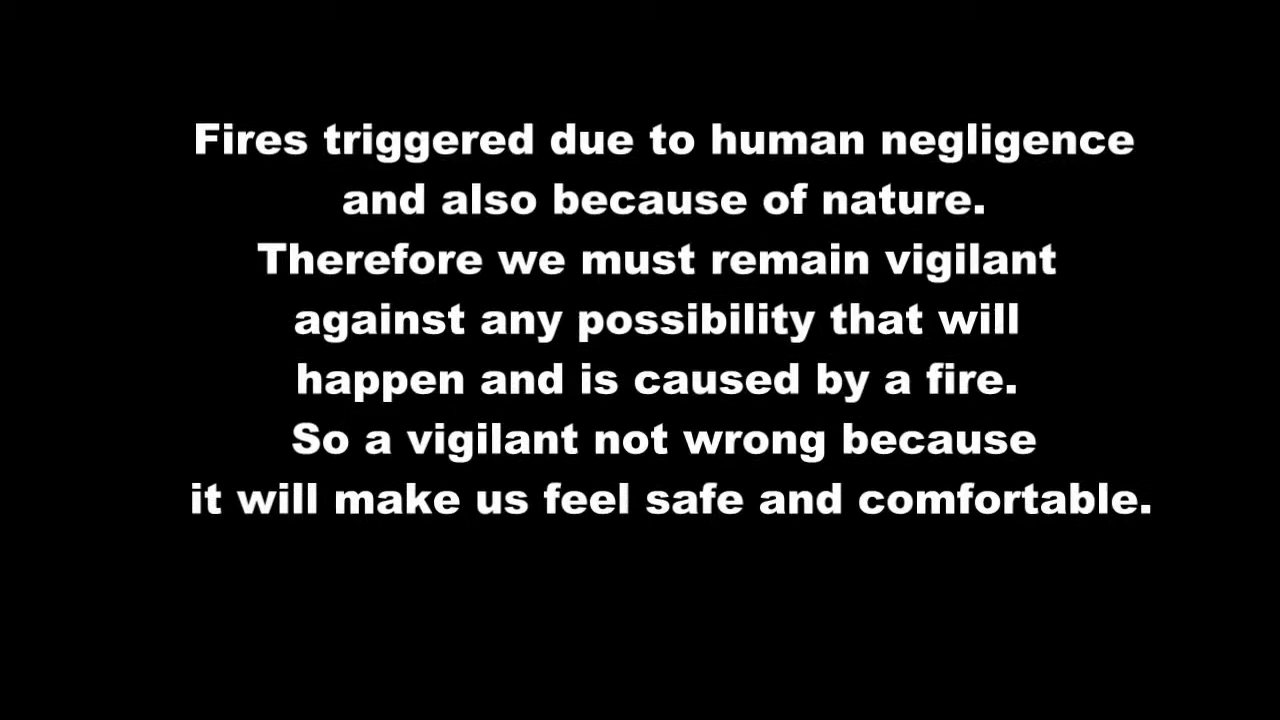 Fires triggered due to human negligence
and also because of nature.
Therefore we must remain vigilant
against any possibility that will
happen and is caused by a fire.
So a vigilant not wrong because
it will make us feel safe and comfortable.